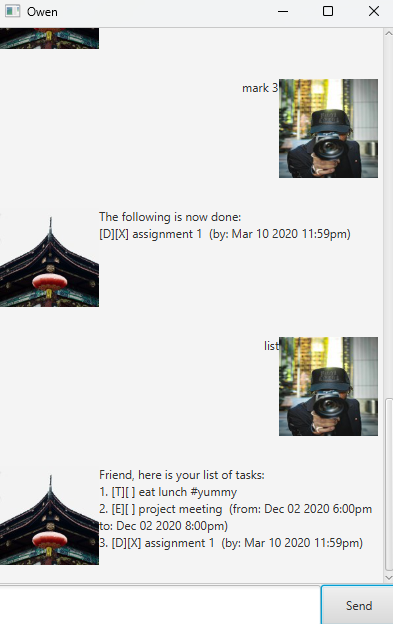 Owen
mark 3
The following is now done:
[D][X] assignment 1  (by: Mar 10 2020 11:59pm)
list
Friend, here is your list of tasks:
1. [T][ ] eat lunch #yummy
2. [E][ ] project meeting  (from: Dec 02 2020 6:00pm
to: Dec 02 2020 8:00pm)
3. [D][X] assignment 1  (by: Mar 10 2020 11:59pm)
Send